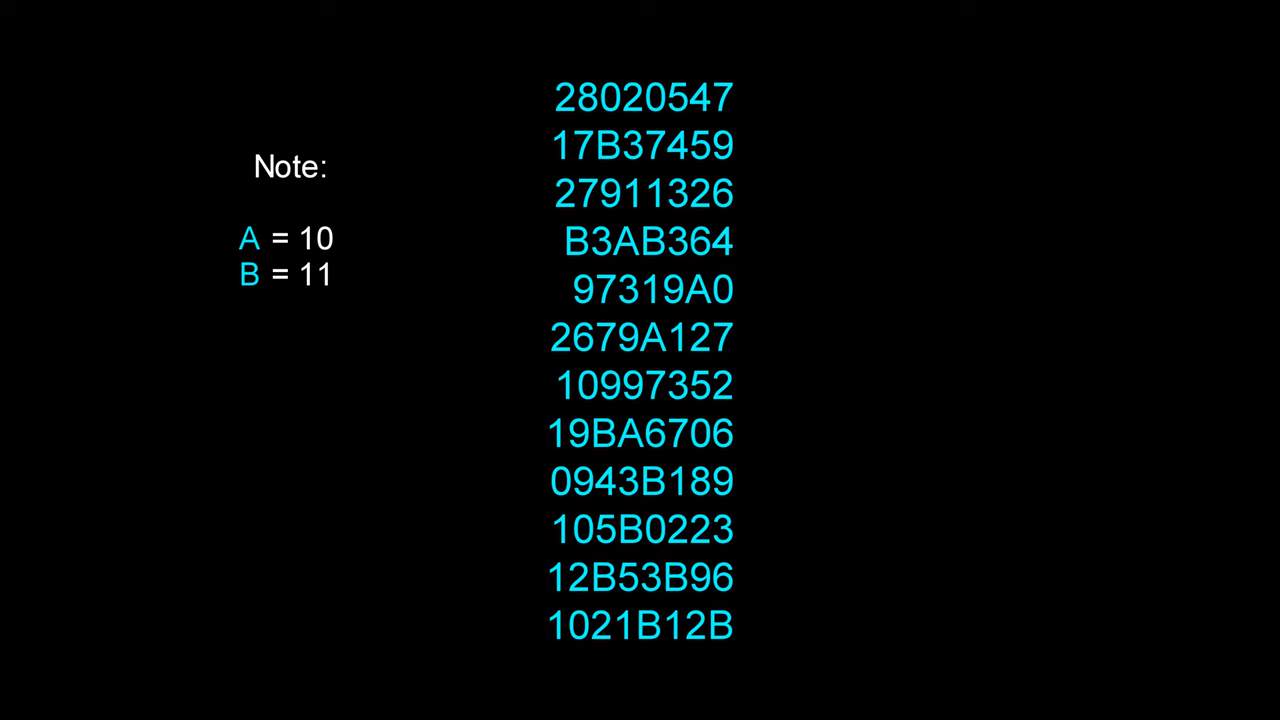 Note:
A = 10
B = 11
28020547
17B37459
27911326
B3AB364
97319A0
2679A127
10997352
19BA6706
0943B189
105B0223
12B53B96
1021B12B